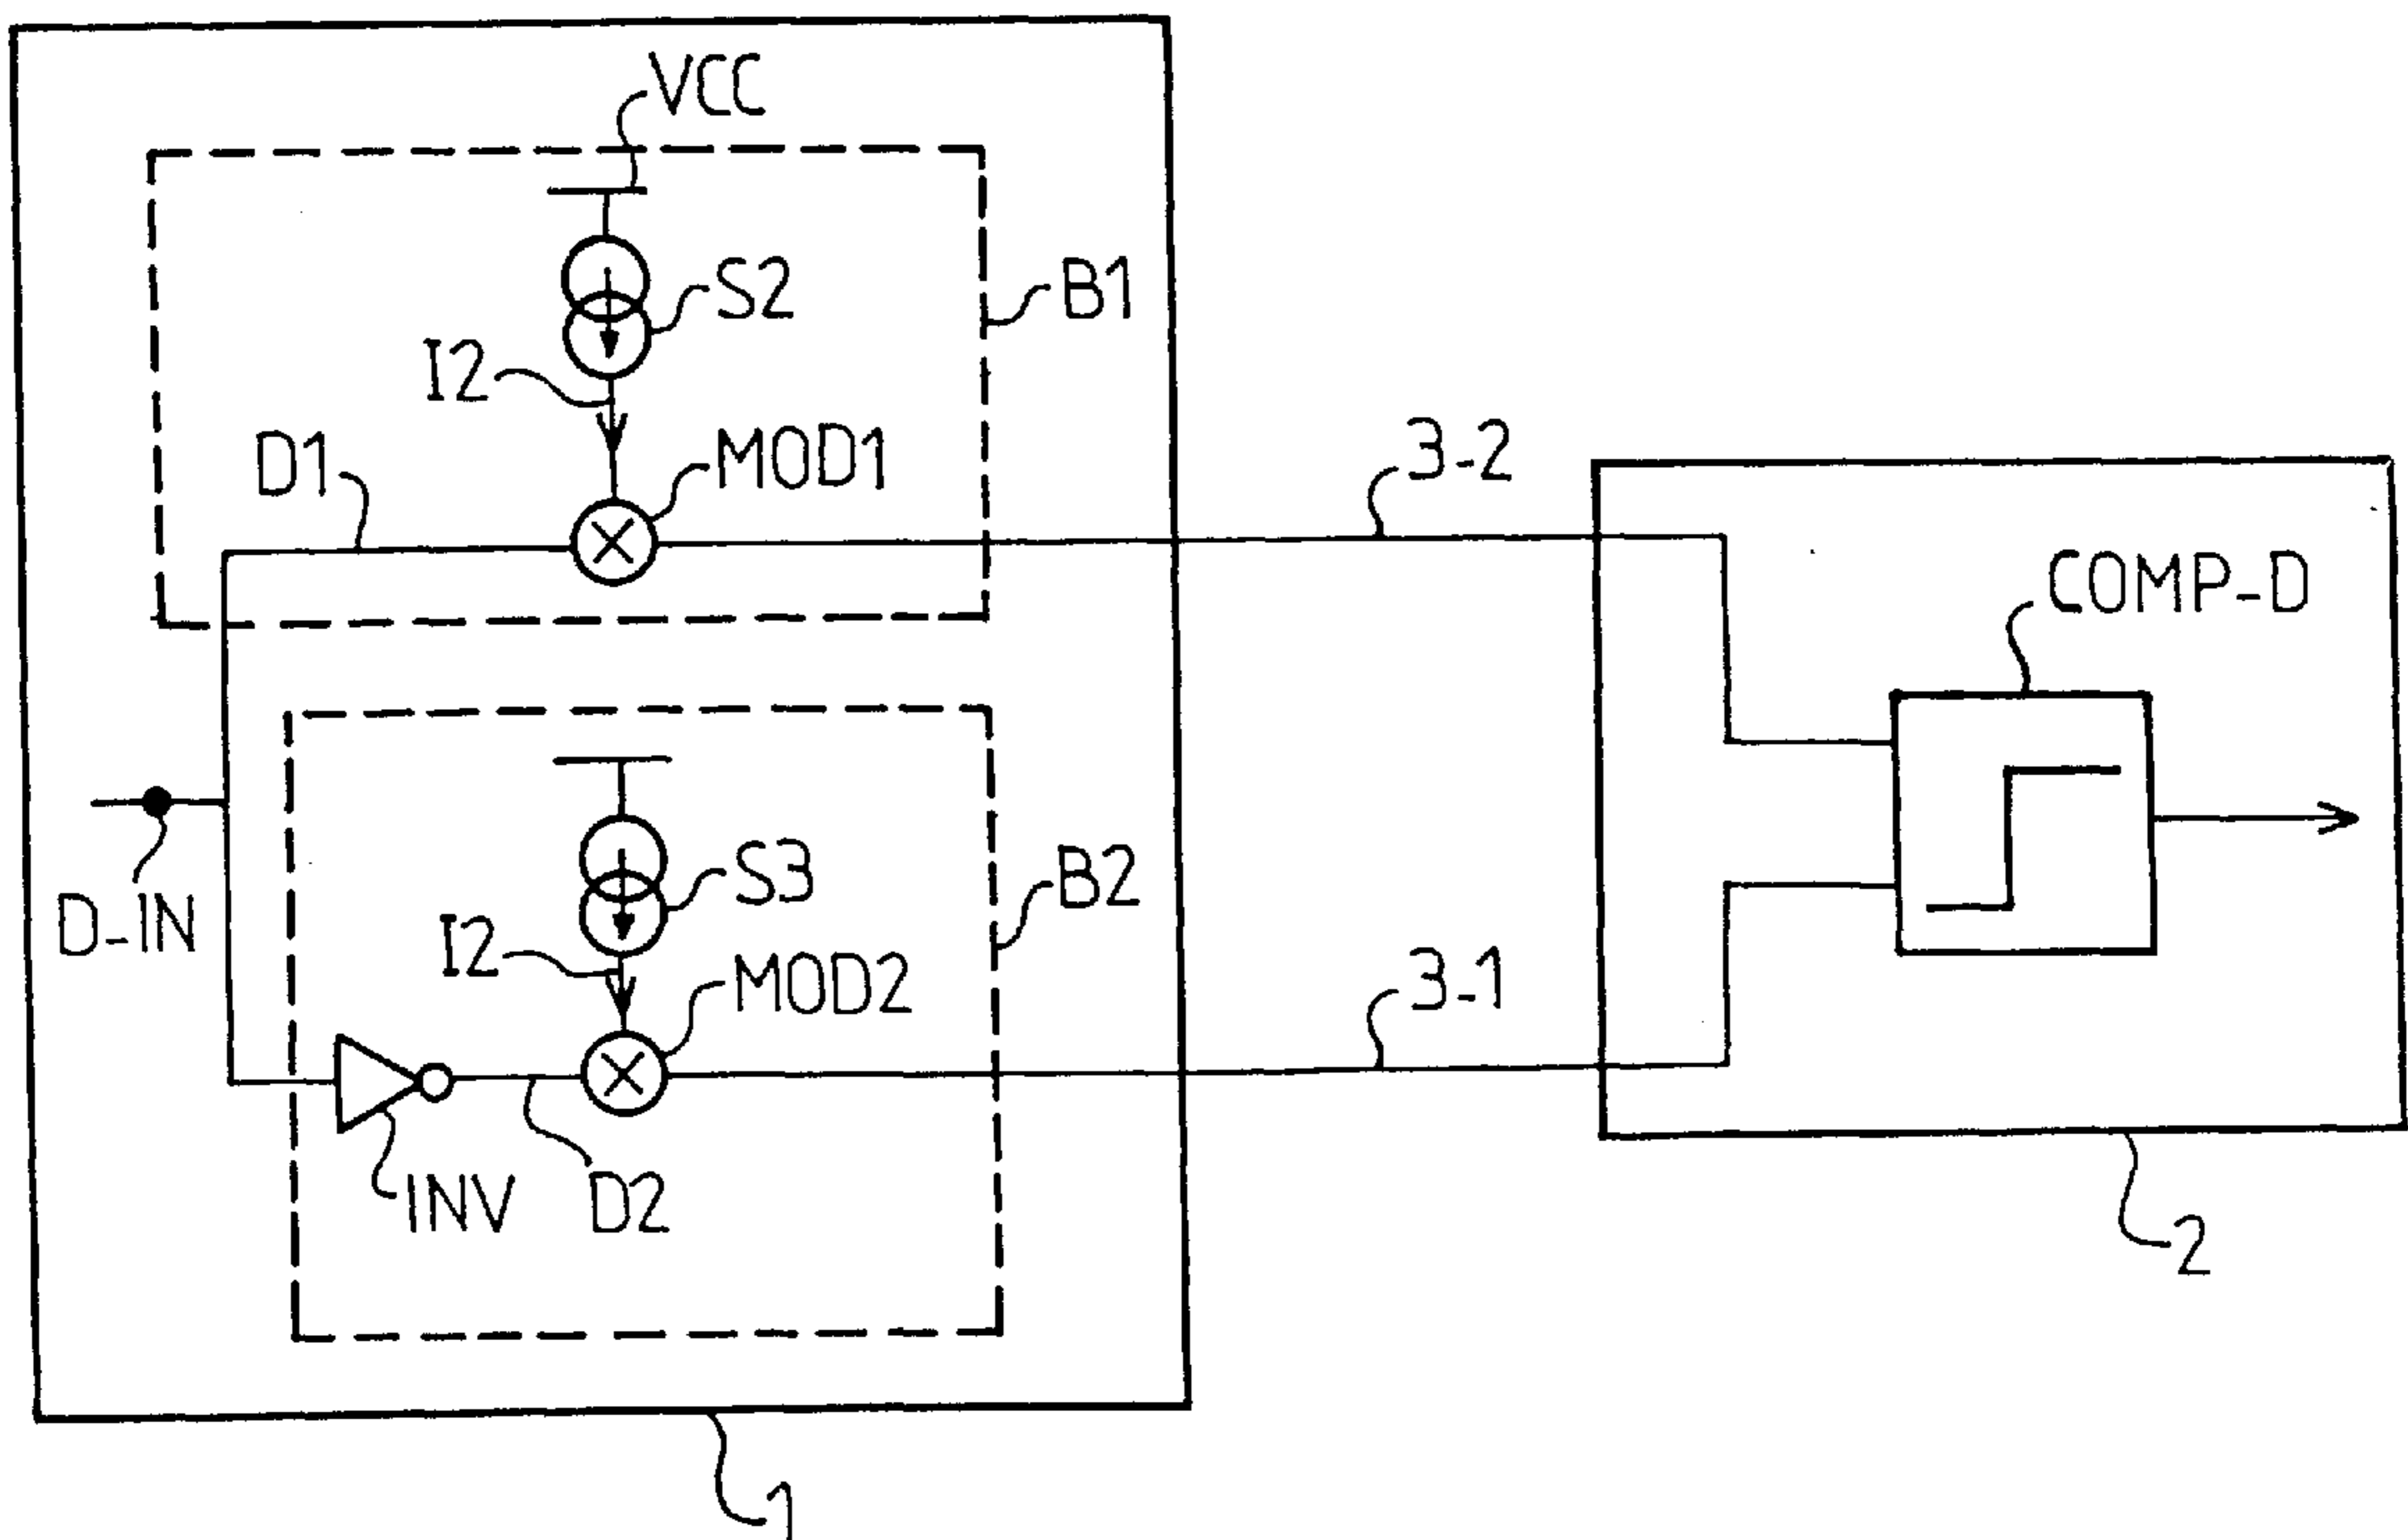 VCC
S2
B1
I2
D1
MOD1
3-2
COMP-D
D-IN
S3
B2
I2
MOD2
3-1
INV
D2
2
1